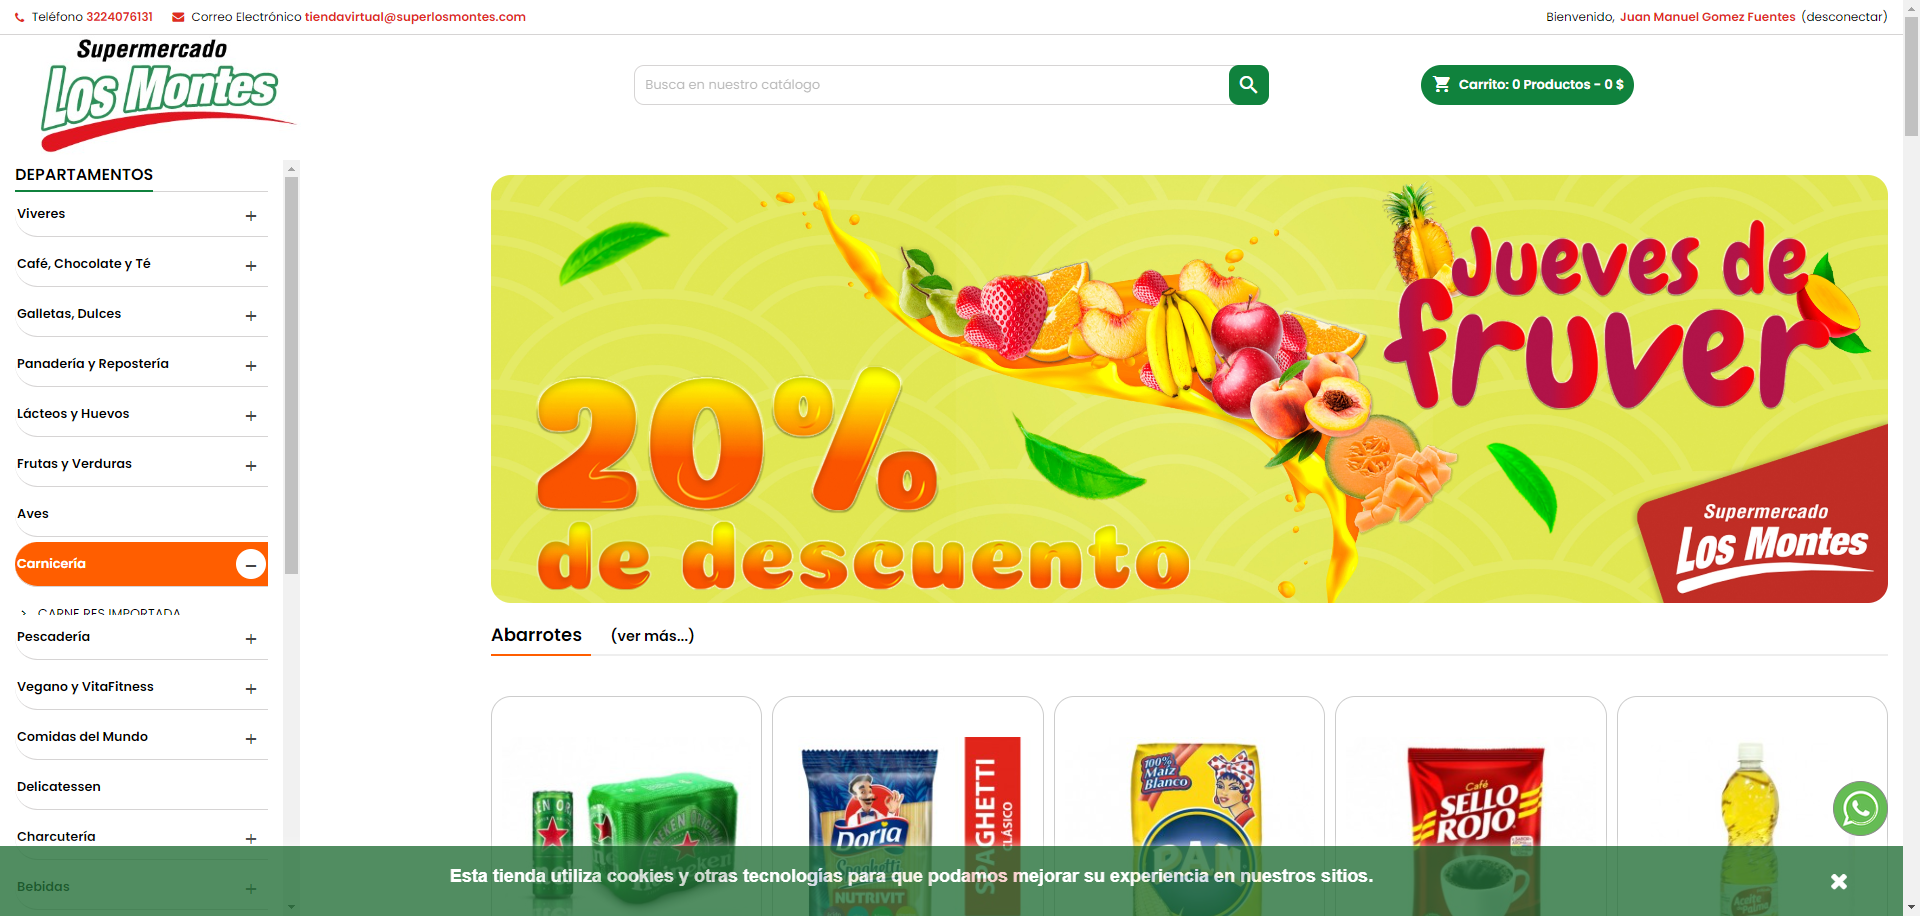 Teléfono 3224076131 Correo Electrónico tiendavirtual@superlosmontes.com
Bienvenido, Juan Manuel Gomez Fuentes (desconectar)
Supermercado
Los Montes
Busca en nuestro catálogo
Carrito: 0 Productos - 0 $
DEPARTAMENTOS
Viveres
Café, Chocolate y Té
Galletas, Dulces
Panadería y Repostería
Lácteos y Huevos
Frutas y Verduras
Aves
Carnicería
CARNE RES IMPORTADA
Pescadería
Vegano y VitaFitness
Comidas del Mundo
Delicatessen
Charcutería
Bebidas
Jueves de
fruver
20%
de descuento
Supermercado
Los Montes
Abarrotes (ver más...)
Heineken
Doria
Spaghetti
NUTRIVIT
SPAGHETTI
CLÁSICO
100%
Maíz
Blanco
PAN
Café
SELLO
ROJO
Esta tienda utiliza cookies y otras tecnologías para que podamos mejorar su experiencia en nuestros sitios.